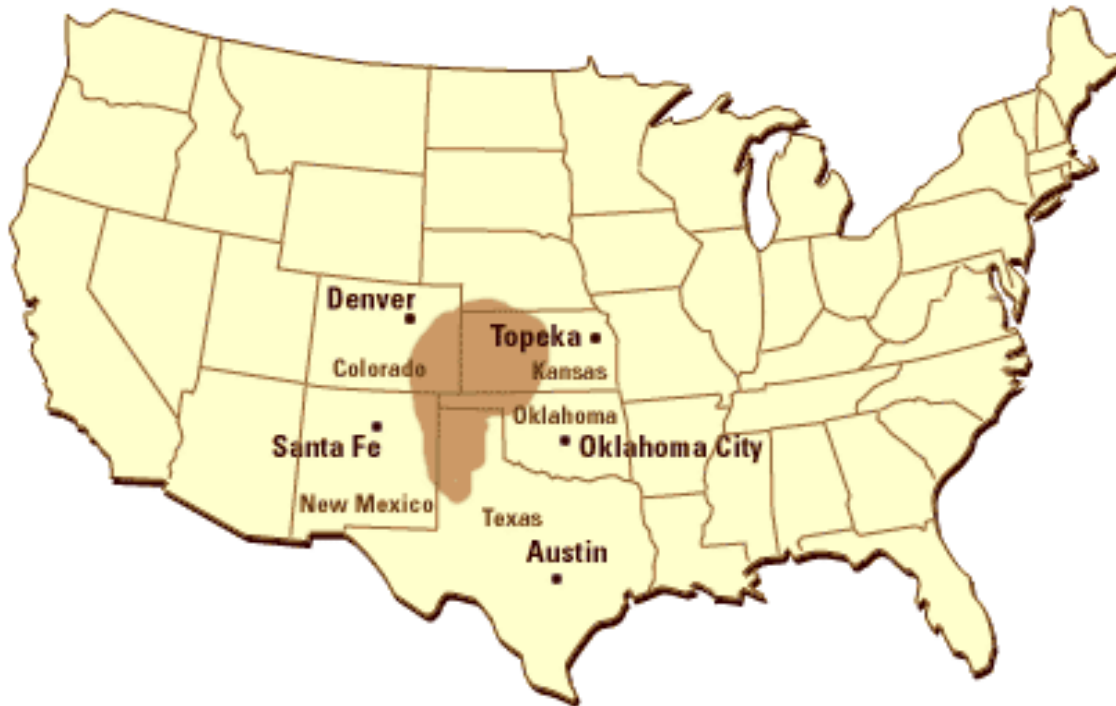 Denver
Topeka
Colorado
Kansas
Oklahoma
Santa Fe
Oklahoma City
New Mexico
Texas
Austin